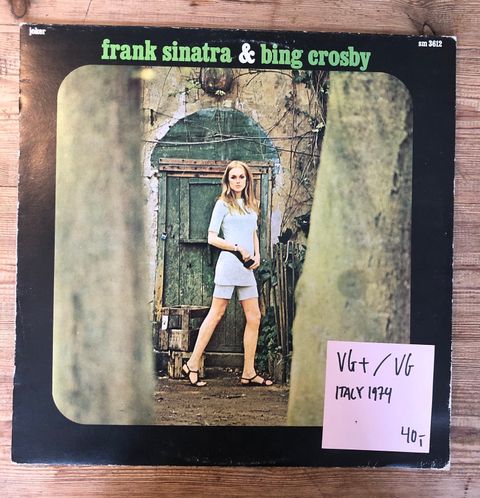 joker
sm 3612
frank sinatra & bing crosby
VG+/VG
ITALY 1974
40,-